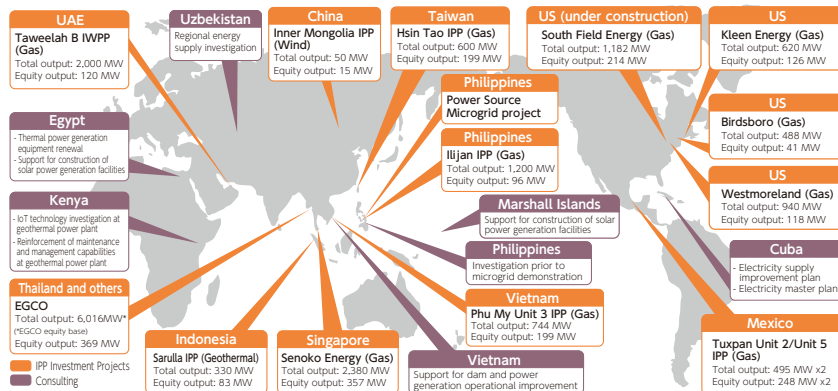 UAE
Taweelah B IWPP
(Gas)
Total output: 2,000 MW
Equity output: 120 MW
Uzbekistan
Regional energy
supply investigation
China
Inner Mongolia IPP
(Wind)
Total output: 50 MW
Equity output: 15 MW
Taiwan
Hsin Tao IPP (Gas)
Total output: 600 MW
Equity output: 199 MW
US (under construction)
South Field Energy (Gas)
Total output: 1,182 MW
Equity output: 214 MW
US
Kleen Energy (Gas)
Total output: 620 MW
Equity output: 126 MW
Philippines
Power Source
Microgrid project
Egypt
- Thermal power generation
equipment renewal
- Support for construction of
solar power generation facilities
Philippines
Ilijan IPP (Gas)
Total output: 1,200 MW
Equity output: 96 MW
US
Birdsboro (Gas)
Total output: 488 MW
Equity output: 41 MW
US
Westmoreland (Gas)
Total output: 940 MW
Equity output: 118 MW
Kenya
- IoT technology investigation at
geothermal power plant
- Reinforcement of maintenance
and management capabilities
at geothermal power plant
Marshall Islands
Support for construction of solar
power generation facilities
Philippines
Investigation prior to
microgrid demonstration
Cuba
- Electricity supply
improvement plan
- Electricity master plan
Thailand and others
EGCO
Total output: 6,016MW*
(*EGCO equity base)
Equity output: 369 MW
Vietnam
Phu My Unit 3 IPP (Gas)
Total output: 744 MW
Equity output: 199 MW
Indonesia
Sarulla IPP (Geothermal)
Total output: 330 MW
Equity output: 83 MW
Singapore
Senoko Energy (Gas)
Total output: 2,380 MW
Equity output: 357 MW
Vietnam
Support for dam and power
generation operational improvement
Mexico
Tuxpan Unit 2/Unit 5
IPP (Gas)
Total output: 495 MW x2
Equity output: 248 MW x2
IPP Investment Projects
Consulting